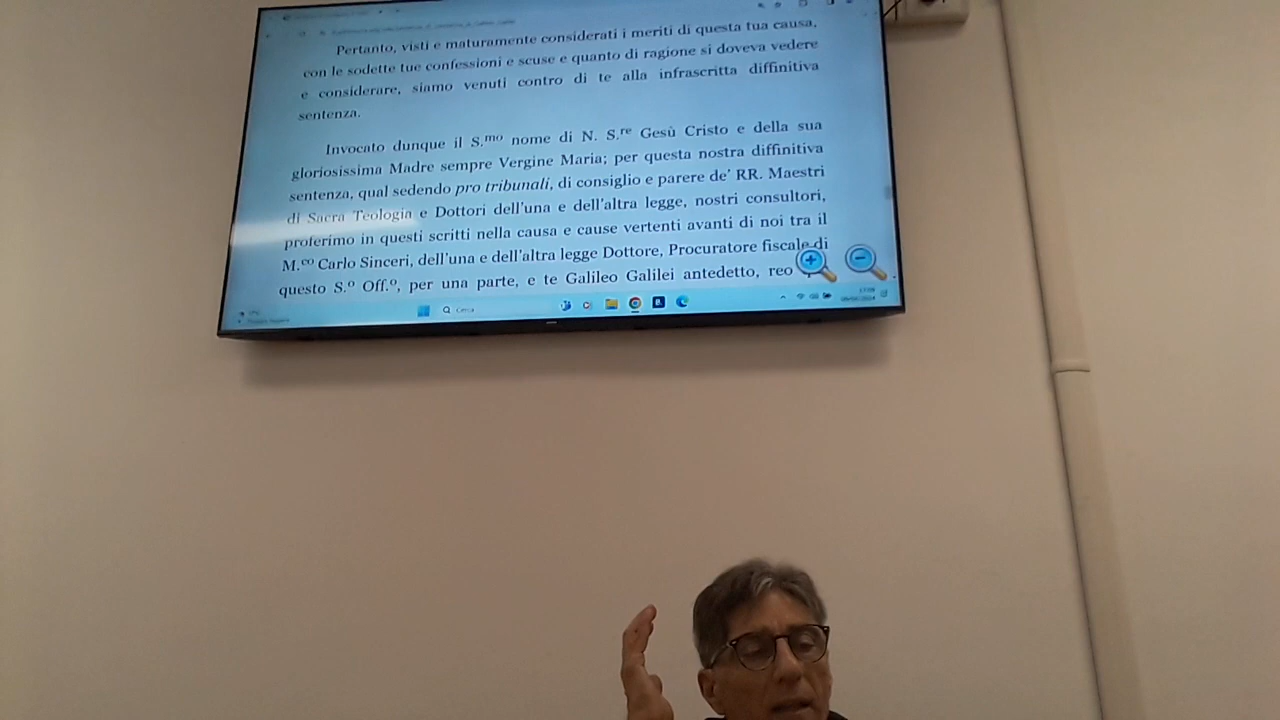 Pertanto, visti e maturamente considerati i meriti di questa tua causa,
con le sodette tue confessioni e scuse e quanto di ragione si doveva vedere
e considerare, siamo venuti contro di te alla infrascritta diffinitiva
sentenza.
Invocato dunque il S.mo nome di N. S.re Gesù Cristo e della sua
gloriosissima Madre sempre Vergine Maria; per questa nostra diffinitiva
sentenza, qual sedendo pro tribunali, di consiglio e parere de' RR. Maestri
di Sacra Teologia e Dottori dell'una e dell'altra legge, nostri consultori,
proferimo in questi scritti nella causa e cause vertenti avanti di noi tra il
M.co Carlo Sinceri, dell'una e dell'altra legge Dottore, Procuratore fiscale di
questo S.o Off.o, per una parte, e te Galileo Galilei antedetto, reo
Cerca